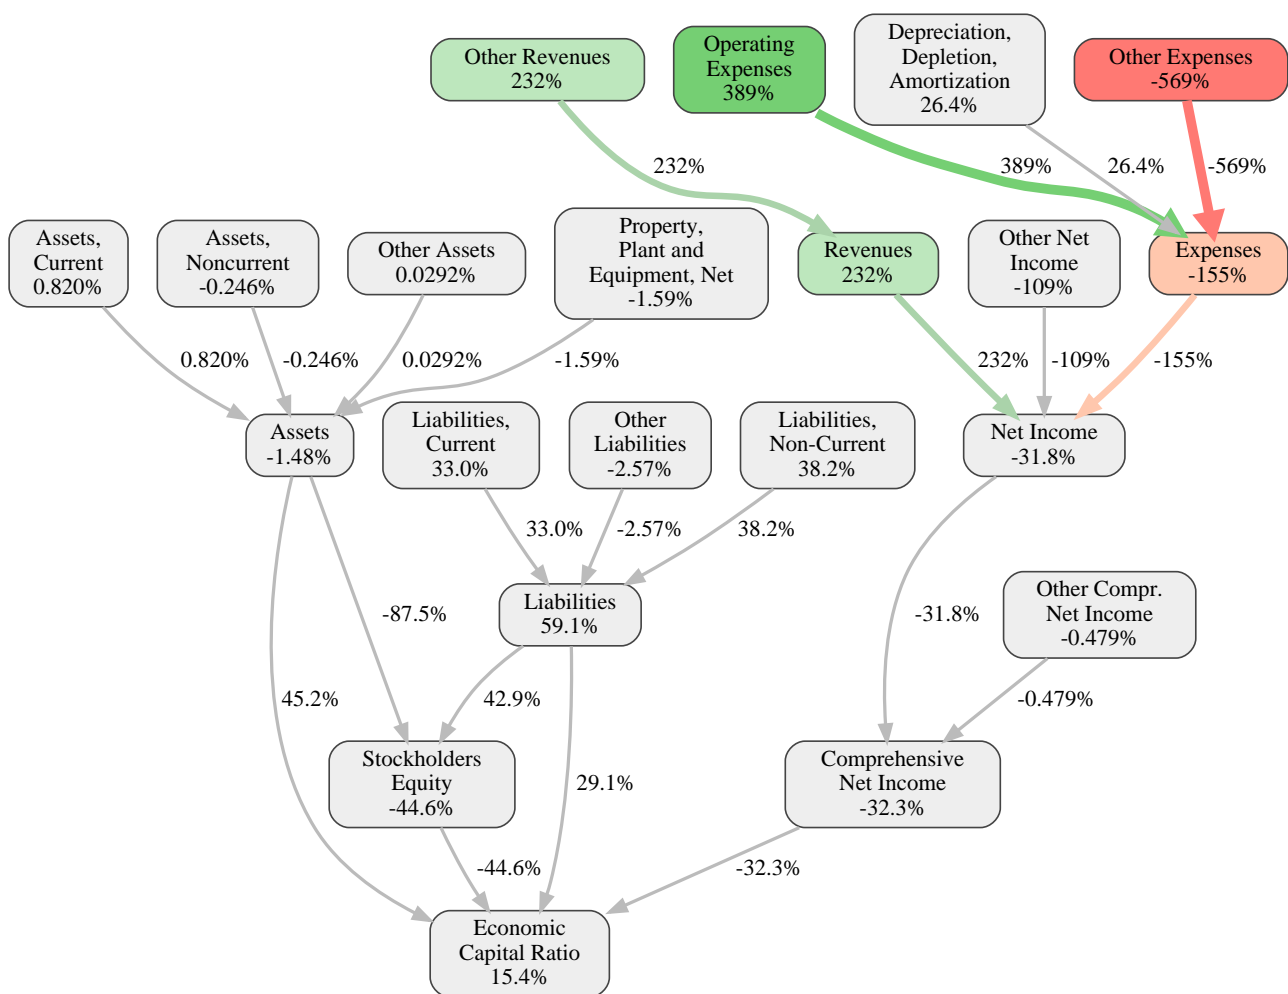 Other Revenues
232%
Operating
Expenses
389%
Depreciation,
Depletion,
Amortization
26.4%
Other Expenses
-569%
232%
389%
26.4%
-569%
Assets,
Current
0.820%
Assets,
Noncurrent
-0.246%
Other Assets
0.0292%
Property,
Plant and
Equipment, Net
-1.59%
Revenues
232%
Other Net
Income
-109%
Expenses
-155%
0.820%
-0.246%
0.0292%
-1.59%
232%
-109%
-155%
Assets
-1.48%
Liabilities,
Current
33.0%
Other
Liabilities
-2.57%
Liabilities,
Non-Current
38.2%
Net Income
-31.8%
33.0%
-2.57%
38.2%
-87.5%
Liabilities
59.1%
-31.8%
Other Compr.
Net Income
-0.479%
45.2%
42.9%
-0.479%
Stockholders
Equity
-44.6%
29.1%
Comprehensive
Net Income
-32.3%
-44.6%
-32.3%
Economic
Capital Ratio
15.4%